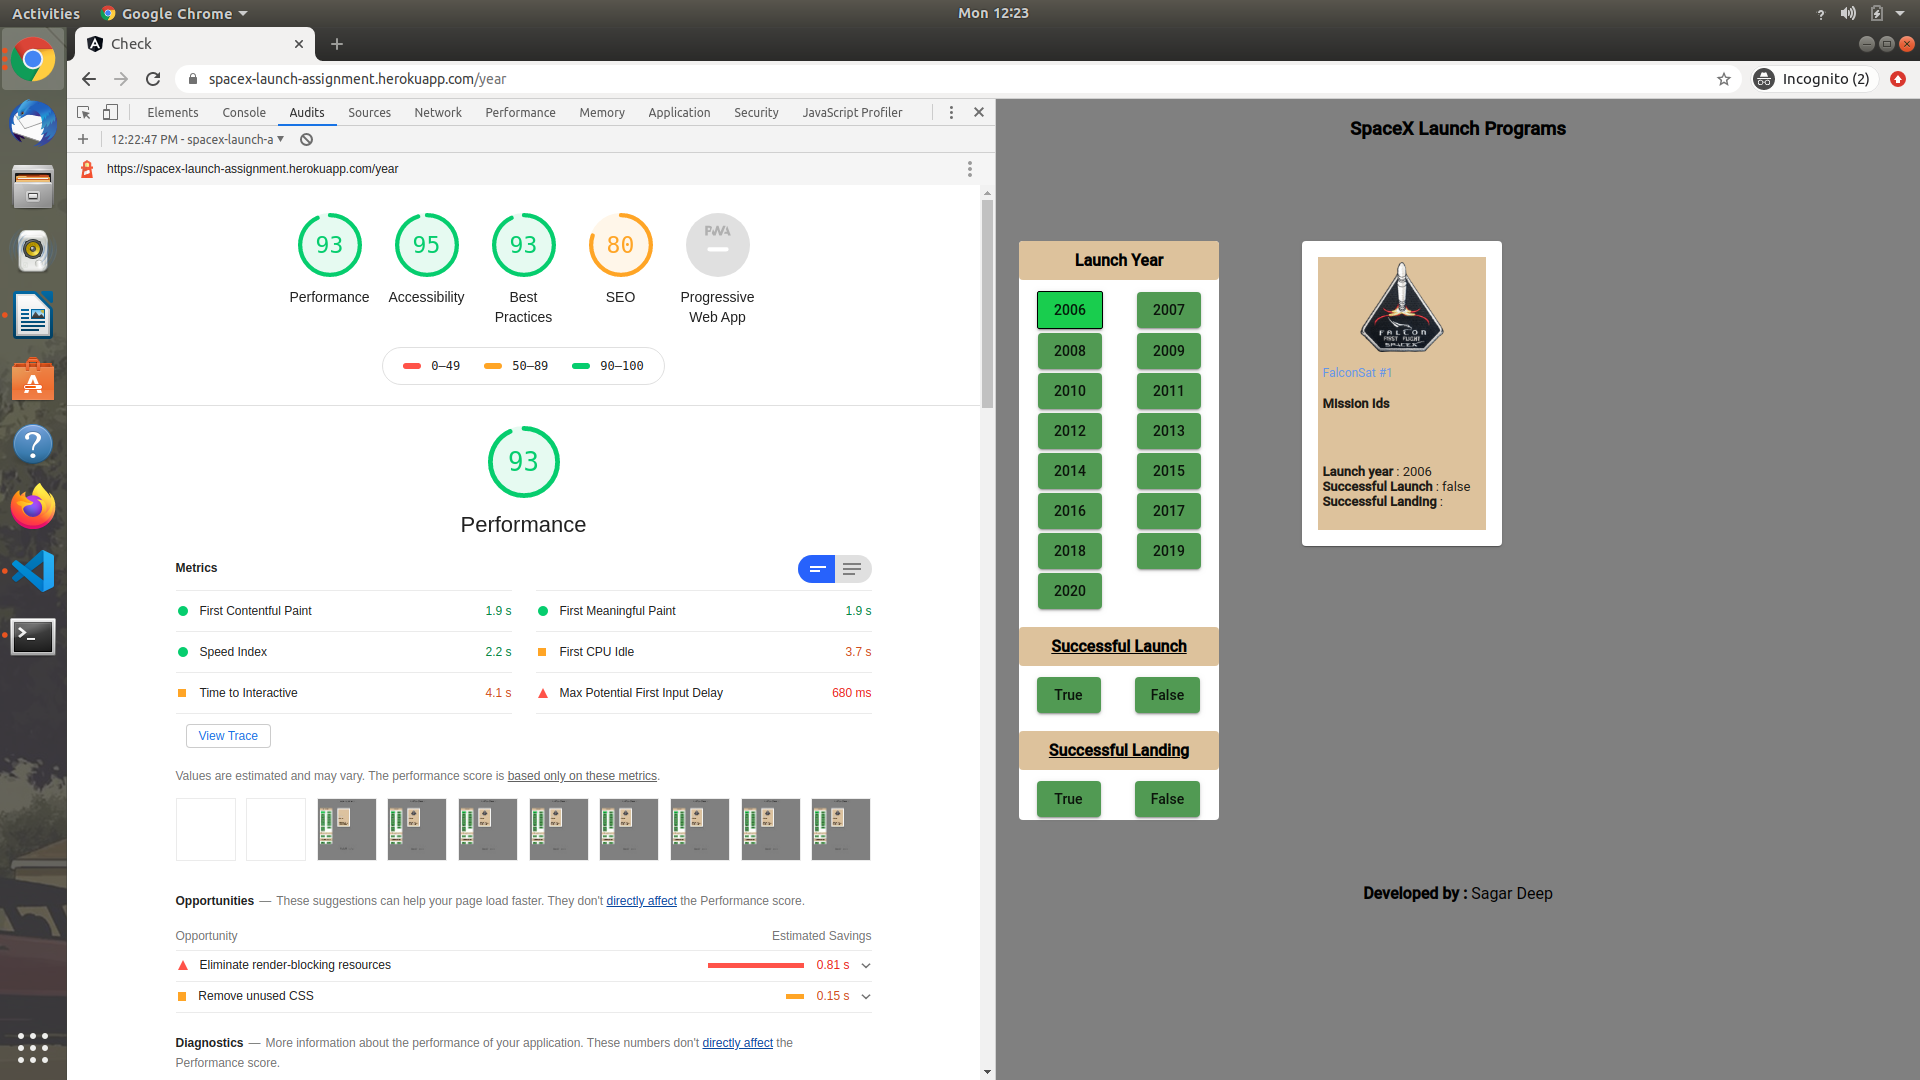 Activities
Google Chrome
Mon 12:23
?
Check
spacex-launch-assignment.herokuapp.com/year
Incognito (2)
Elements Console Audits Sources Network Performance Memory Application Security JavaScript Profiler
12:22:47 PM - spacex-launch-a
https://spacex-launch-assignment.herokuapp.com/year
93 95 93 80 PWA
Performance Accessibility Best Practices SEO Progressive Web App
0–49 50–89 90–100
93
Performance
Metrics
First Contentful Paint 1.9 s
First Meaningful Paint 1.9 s
Speed Index 2.2 s
First CPU Idle 3.7 s
Time to Interactive 4.1 s
Max Potential First Input Delay 680 ms
View Trace
Values are estimated and may vary. The performance score is based only on these metrics.
Opportunities — These suggestions can help your page load faster. They don't directly affect the Performance score.
Opportunity Estimated Savings
Eliminate render-blocking resources 0.81 s
Remove unused CSS 0.15 s
Diagnostics — More information about the performance of your application. These numbers don't directly affect the
Performance score.
SpaceX Launch Programs
Launch Year
2006 2007
2008 2009
2010 2011
2012 2013
2014 2015
2016 2017
2018 2019
2020
Successful Launch
True False
Successful Landing
True False
FALCON
FIRST FLIGHT
SPACEX
FalconSat #1
Mission Ids
Launch year : 2006
Successful Launch : false
Successful Landing :
Developed by : Sagar Deep